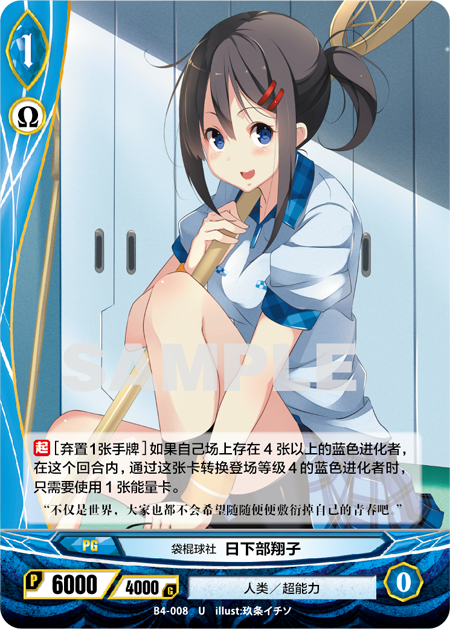 1
Ω
SAMPLE
起 [弃置1张手牌] 如果自己场上存在 4 张以上的蓝色进化者,
在这个回合内, 通过这张卡转换登场等级 4 的蓝色进化者时,
只需要使用 1 张能量卡。
“不仅是世界, 大家也都不会希望随随便便敷衍掉自己的青春吧 ”
PG 袋棍球社 日下部翔子
P 6000 / 4000 G 人类／超能力 0
B4-008 U illust:玖条イチソ